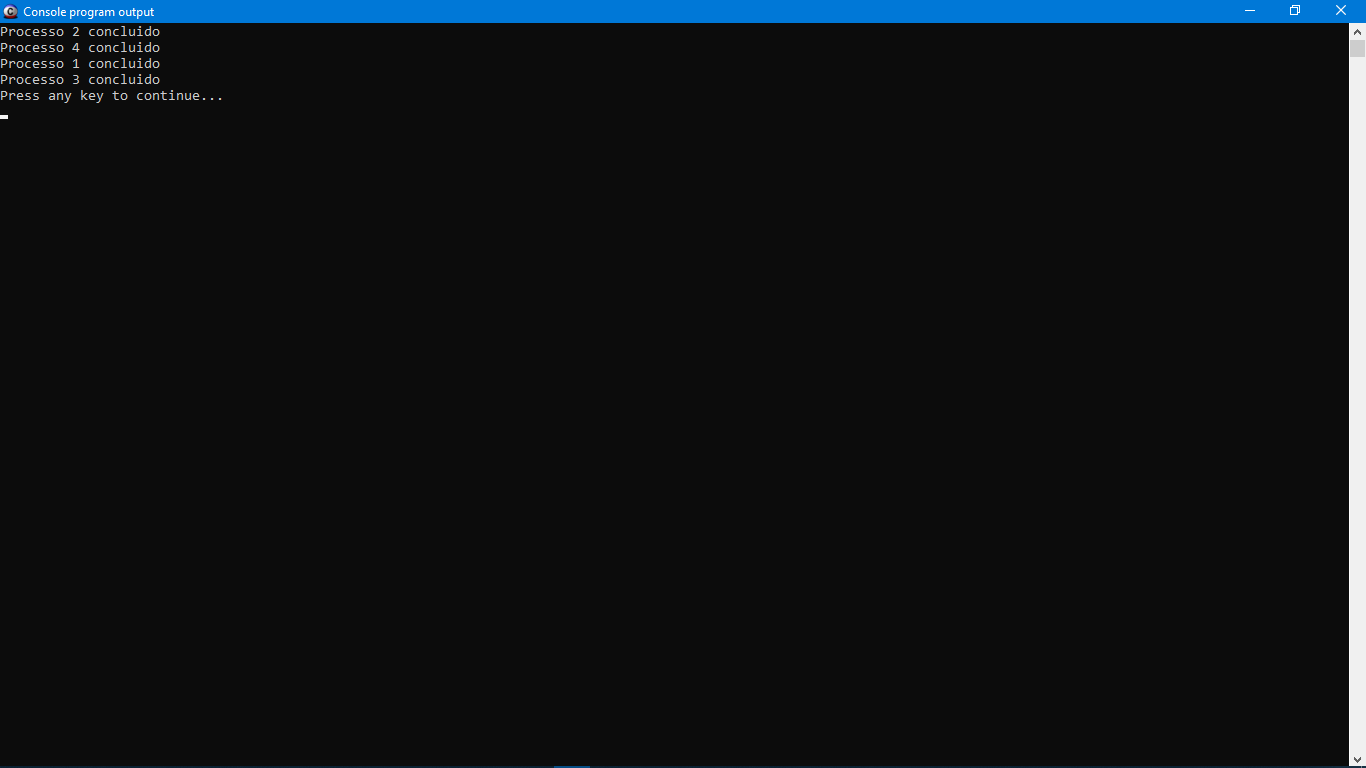 Console program output
Processo 2 concluido
Processo 4 concluido
Processo 1 concluido
Processo 3 concluido
Press any key to continue...